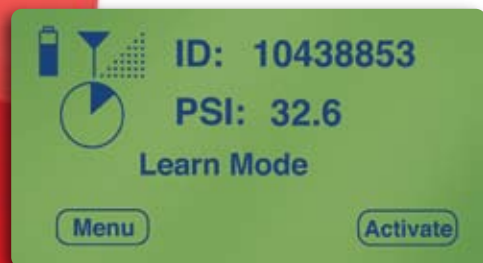 ID: 10438853
PSI: 32.6
Learn Mode
Menu Activate